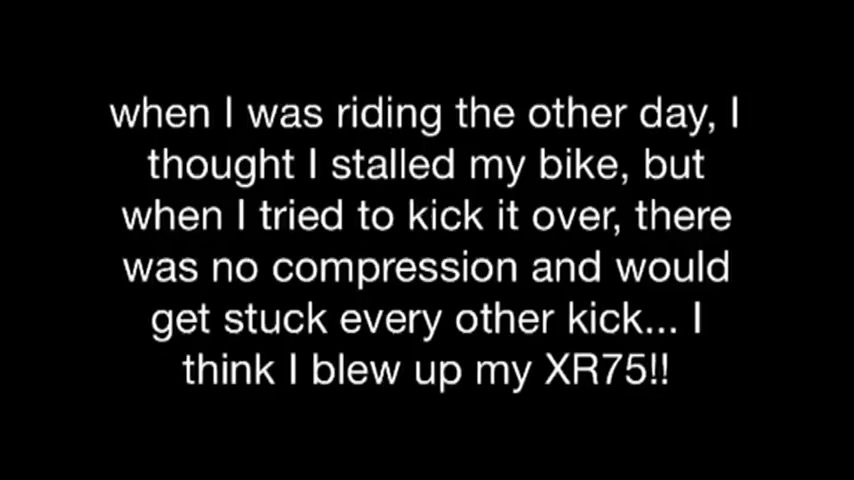 when I was riding the other day, I
thought I stalled my bike, but
when I tried to kick it over, there
was no compression and would
get stuck every other kick... I
think I blew up my XR75!!